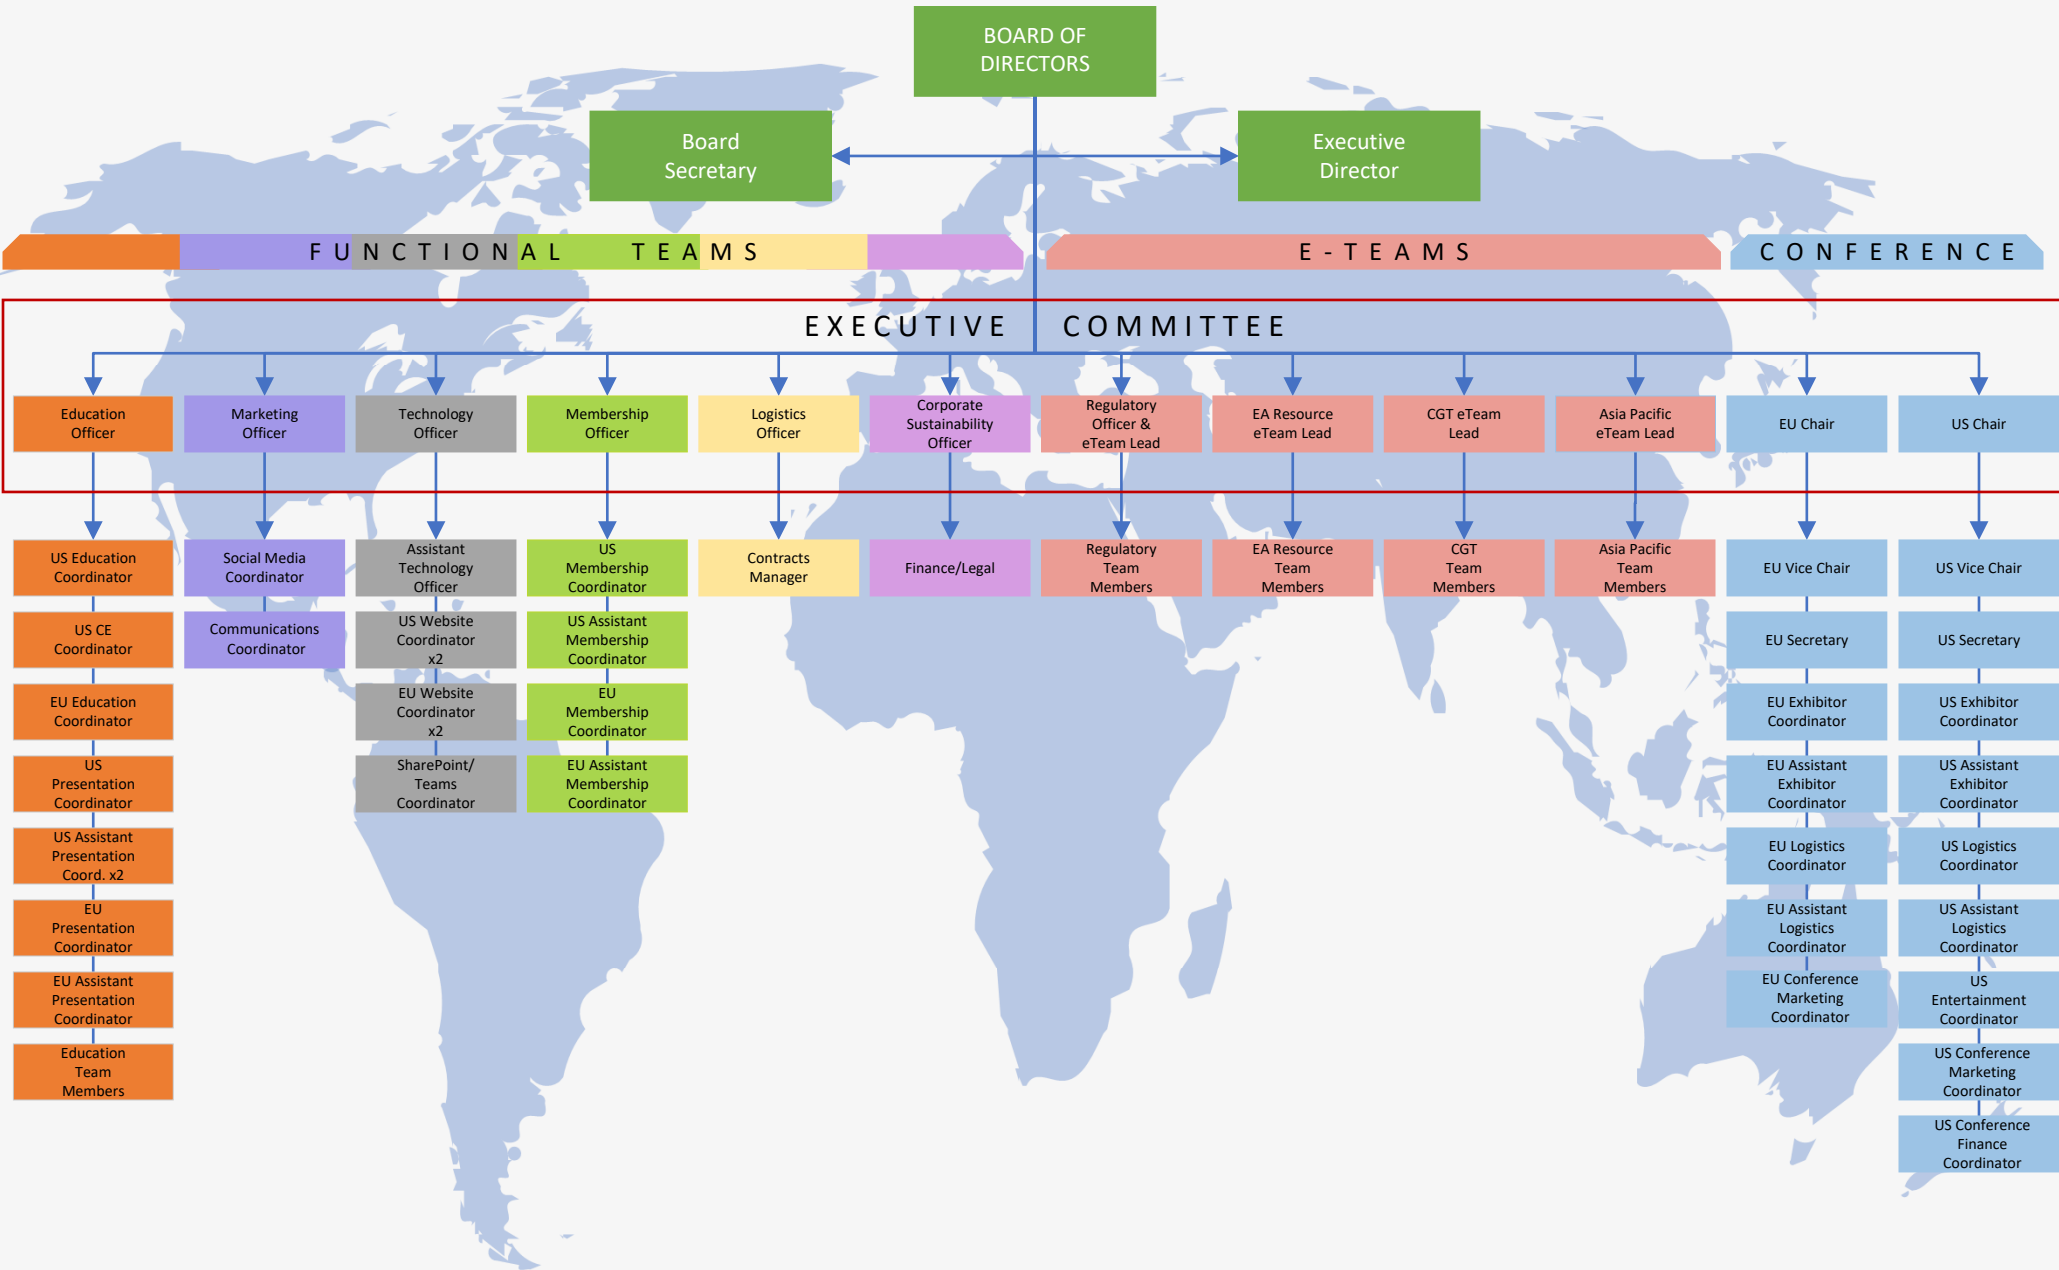 BOARD OF
DIRECTORS
Board
Secretary
Executive
Director
FUNCTIONAL TEAMS
E-TEAMS
CONFERENCE
EXECUTIVE COMMITTEE
Education
Officer
Marketing
Officer
Technology
Officer
Membership
Officer
Logistics
Officer
Corporate
Sustainability
Officer
Regulatory
Officer &
eTeam Lead
EA Resource
eTeam Lead
CGT eTeam
Lead
Asia Pacific
eTeam Lead
EU Chair
US Chair
US Education
Coordinator
US CE
Coordinator
EU Education
Coordinator
US
Presentation
Coordinator
US Assistant
Presentation
Coord. x2
EU
Presentation
Coordinator
EU Assistant
Presentation
Coordinator
Education
Team
Members
Social Media
Coordinator
Communications
Coordinator
Assistant
Technology
Officer
US Website
Coordinator
x2
EU Website
Coordinator
x2
SharePoint/
Teams
Coordinator
US
Membership
Coordinator
US Assistant
Membership
Coordinator
EU
Membership
Coordinator
EU Assistant
Membership
Coordinator
Contracts
Manager
Finance/Legal
Regulatory
Team
Members
EA Resource
Team
Members
CGT
Team
Members
Asia Pacific
Team
Members
EU Vice Chair
EU Secretary
EU Exhibitor
Coordinator
EU Assistant
Exhibitor
Coordinator
EU Logistics
Coordinator
EU Assistant
Logistics
Coordinator
EU Conference
Marketing
Coordinator
US Vice Chair
US Secretary
US Exhibitor
Coordinator
US Assistant
Exhibitor
Coordinator
US Logistics
Coordinator
US Assistant
Logistics
Coordinator
US
Entertainment
Coordinator
US Conference
Marketing
Coordinator
US Conference
Finance
Coordinator